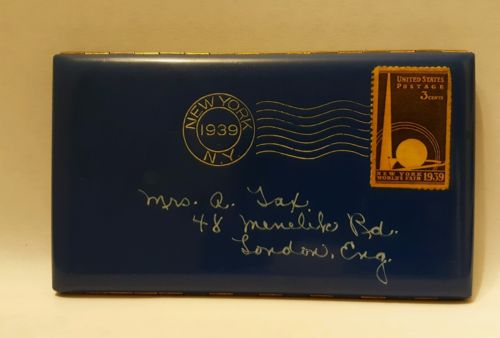 NEW YORK
1939
N.Y.
UNITED STATES
POSTAGE
3 CENTS
NEW YORK
WORLD'S FAIR 1939
Mrs. A. Tax
48 Menelik Rd.
London, Eng.